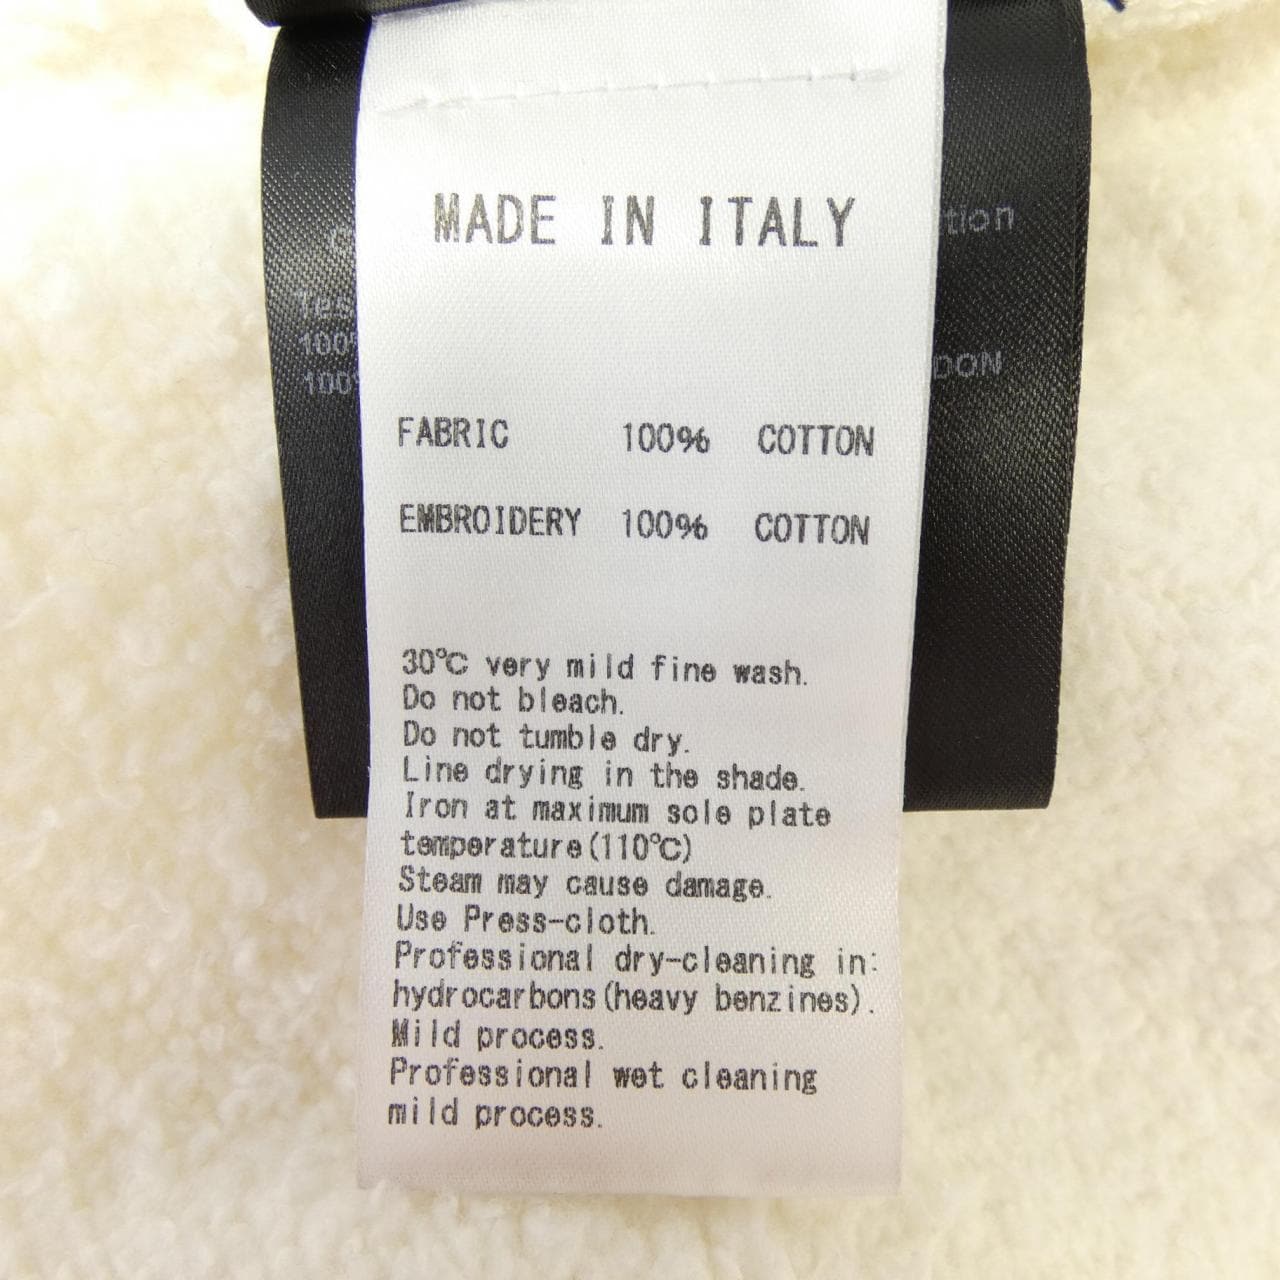 MADE IN ITALY
FABRIC 100% COTTON
EMBROIDERY 100% COTTON
30℃ very mild fine wash.
Do not bleach.
Do not tumble dry.
Line drying in the shade.
Iron at maximum sole plate
temperature(110℃)
Steam may cause damage.
Use Press-cloth.
Professional dry-cleaning in:
hydrocarbons(heavy benzines).
Mild process.
Professional wet cleaning
mild process.